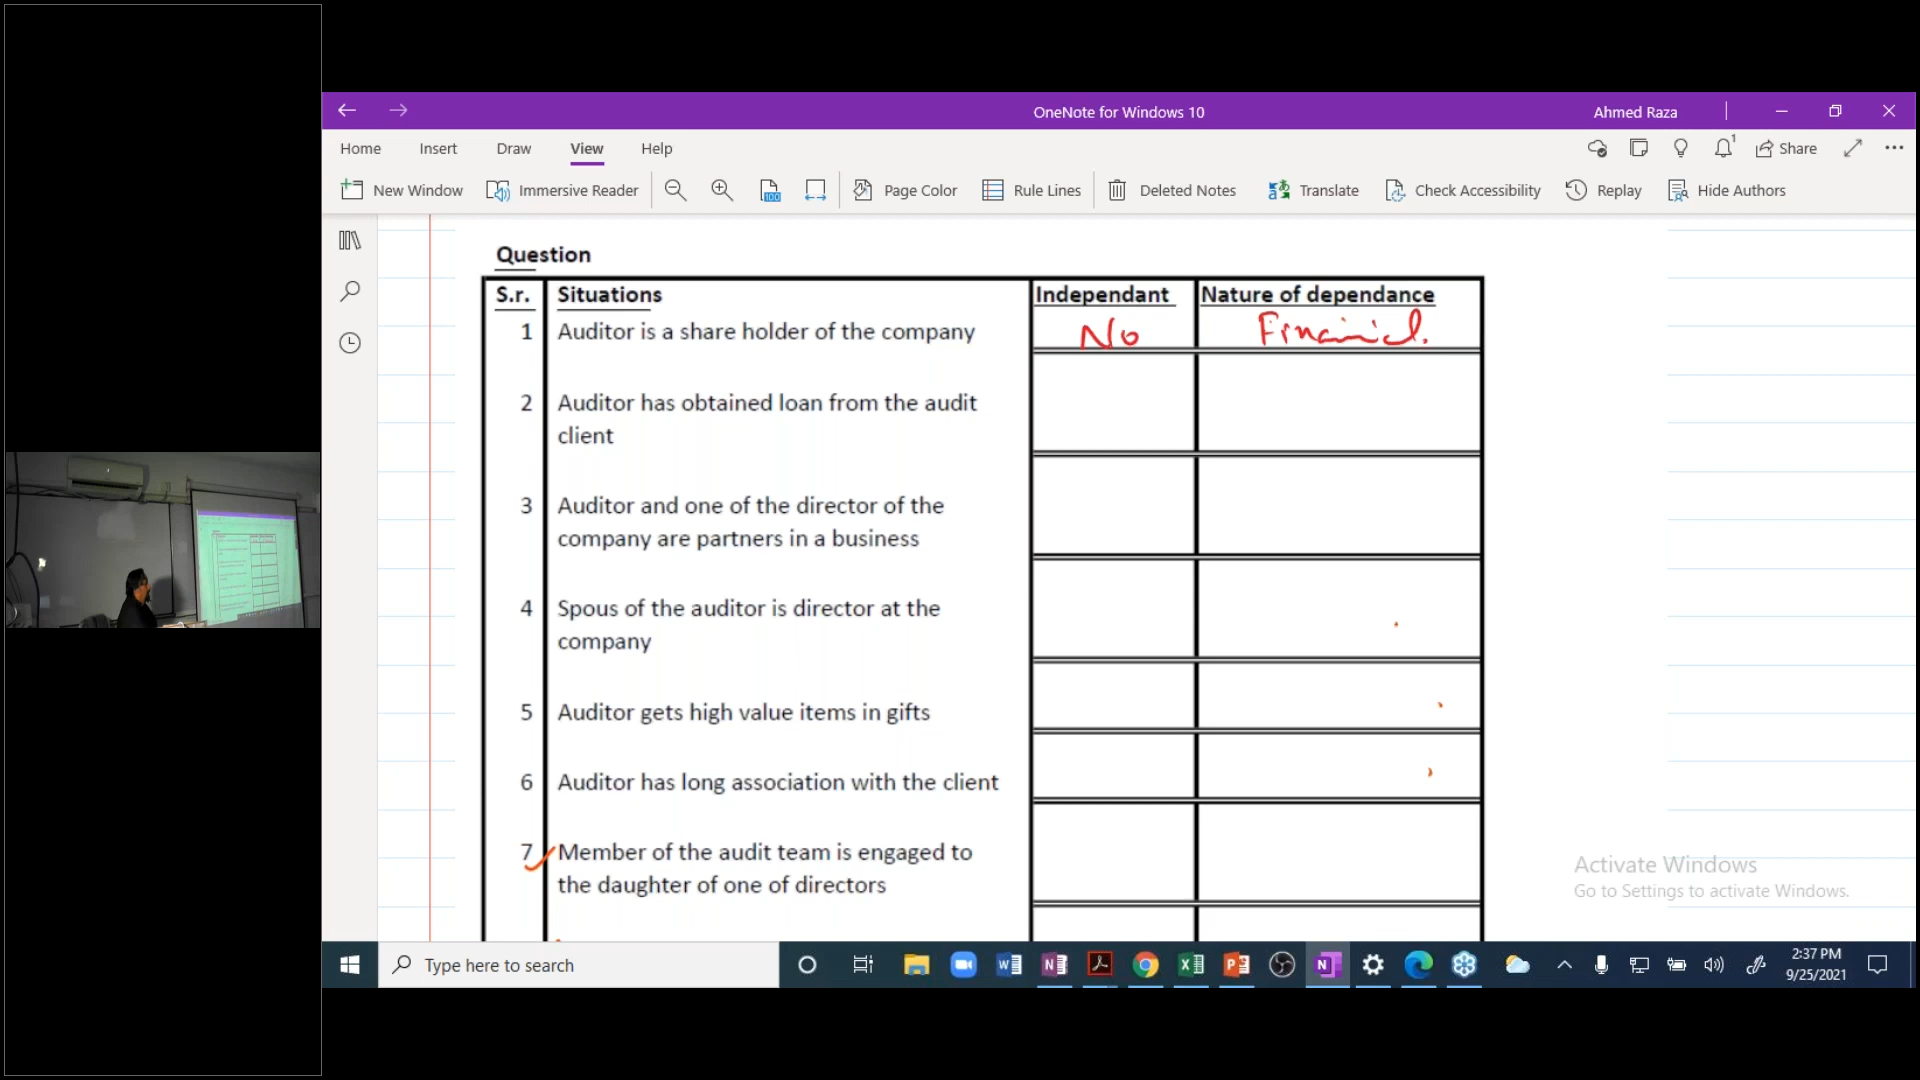 OneNote for Windows 10
Ahmed Raza
Home Insert Draw View Help
1
Share
New Window Immersive Reader 100 Page Color Rule Lines Deleted Notes Translate Check Accessibility Replay Hide Authors
Question
S.r. Situations Independant Nature of dependance
1 Auditor is a share holder of the company No Financial.
2 Auditor has obtained loan from the audit
client
3 Auditor and one of the director of the
company are partners in a business
4 Spous of the auditor is director at the
company
5 Auditor gets high value items in gifts
6 Auditor has long association with the client
7 Member of the audit team is engaged to
the daughter of one of directors
Activate Windows
Go to Settings to activate Windows.
Type here to search
2:37 PM
9/25/2021